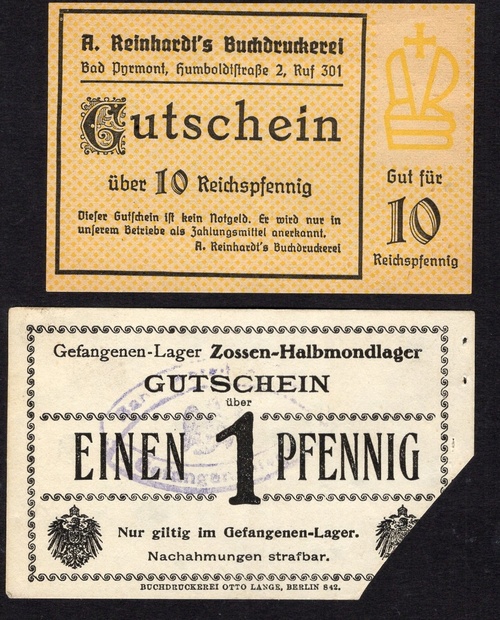 A. Reinhardt's Buchdruckerei
Bad Pyrmont, Humboldtstraße 2, Ruf 301
Gutschein
über 10 Reichspfennig
Dieser Gutschein ist kein Notgeld. Er wird nur in
unserem Betriebe als Zahlungsmittel anerkannt.
A. Reinhardt's Buchdruckerei
Gut für
10
Reichspfennig
Gefangenen-Lager Zossen-Halbmondlager
GUTSCHEIN
über
EINEN 1 PFENNIG
Nur giltig im Gefangenen-Lager.
Nachahmungen strafbar.
BUCHDRUCKEREI OTTO LANGE, BERLIN 842.